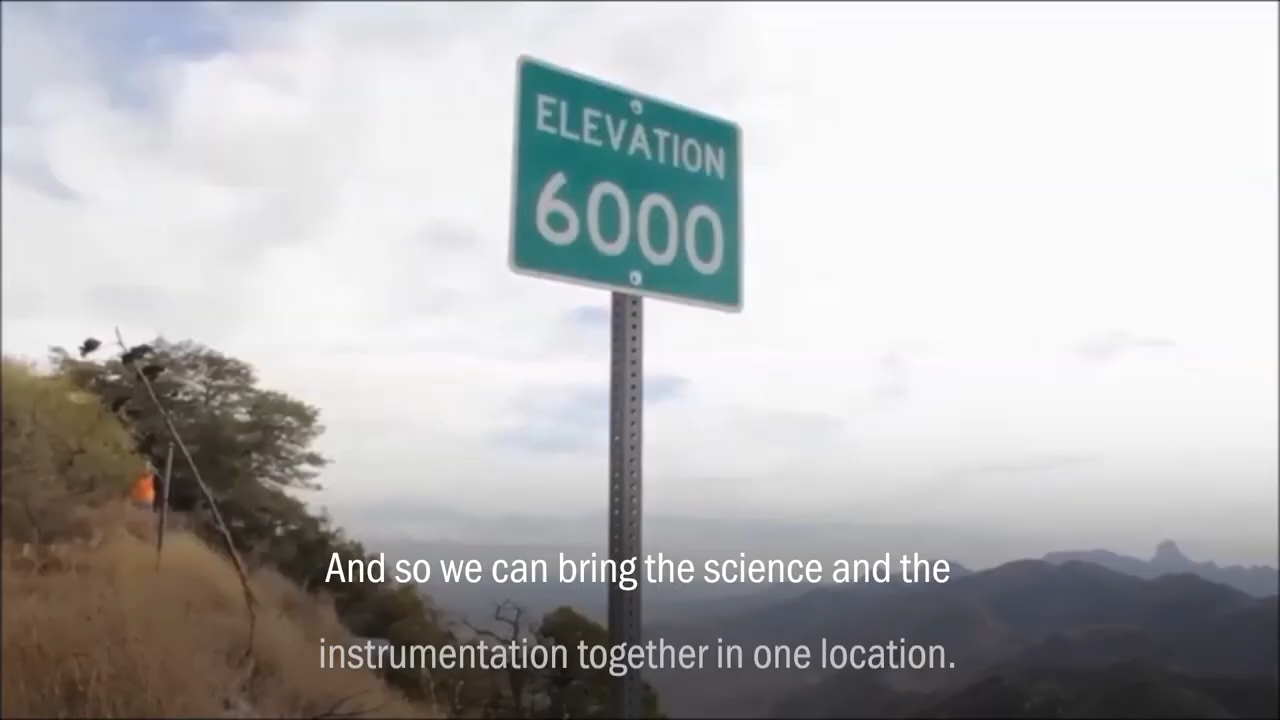 ELEVATION
6000
And so we can bring the science and the
instrumentation together in one location.